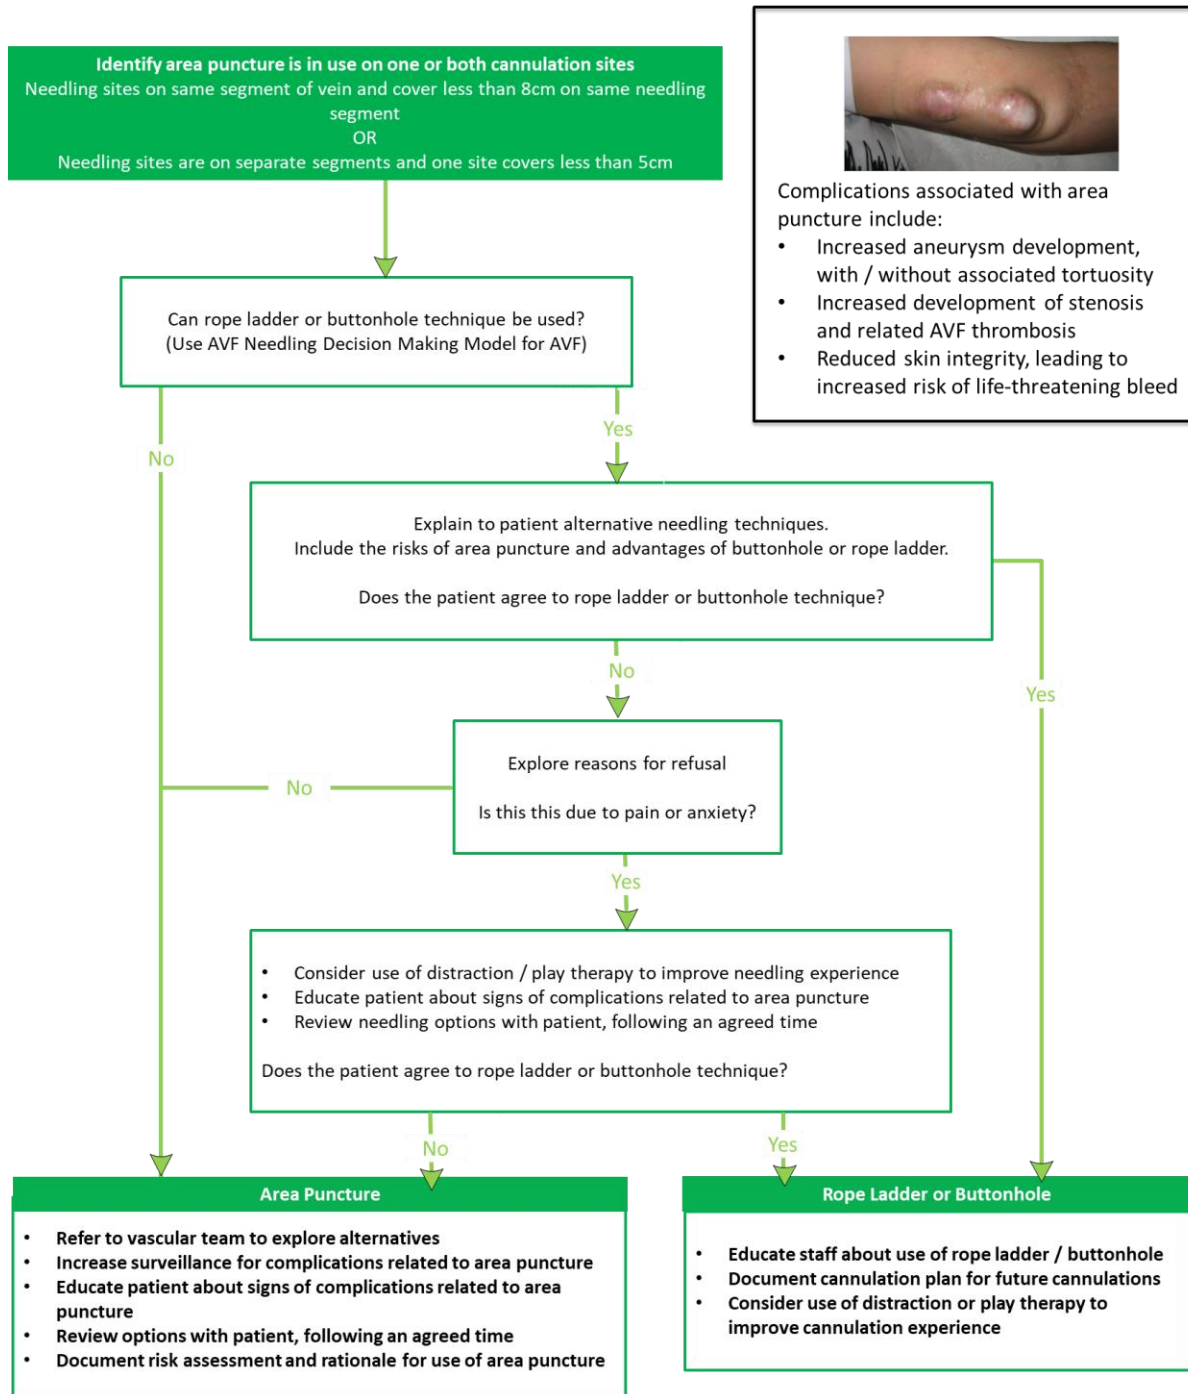 Identify area puncture is in use on one or both cannulation sites
Needling sites on same segment of vein and cover less than 8cm on same needling
segment
OR
Needling sites are on separate segments and one site covers less than 5cm
Complications associated with area
puncture include:
• Increased aneurysm development,
with / without associated tortuosity
• Increased development of stenosis
and related AVF thrombosis
• Reduced skin integrity, leading to
increased risk of life-threatening bleed
Can rope ladder or buttonhole technique be used?
(Use AVF Needling Decision Making Model for AVF)
No
Yes
Explain to patient alternative needling techniques.
Include the risks of area puncture and advantages of buttonhole or rope ladder.
Does the patient agree to rope ladder or buttonhole technique?
No
Yes
Explore reasons for refusal
Is this this due to pain or anxiety?
No
Yes
• Consider use of distraction / play therapy to improve needling experience
• Educate patient about signs of complications related to area puncture
• Review needling options with patient, following an agreed time
Does the patient agree to rope ladder or buttonhole technique?
No
Yes
Area Puncture
• Refer to vascular team to explore alternatives
• Increase surveillance for complications related to area puncture
• Educate patient about signs of complications related to area
puncture
• Review options with patient, following an agreed time
• Document risk assessment and rationale for use of area puncture
Rope Ladder or Buttonhole
• Educate staff about use of rope ladder / buttonhole
• Document cannulation plan for future cannulations
• Consider use of distraction or play therapy to
improve cannulation experience